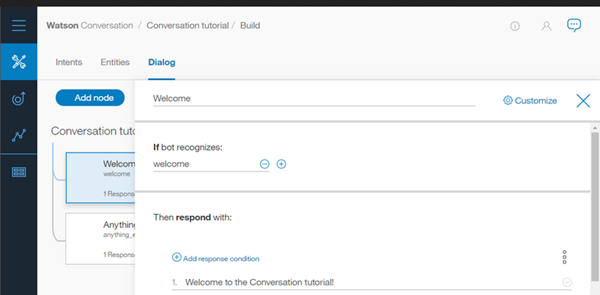 Watson Conversation / Conversation tutorial / Build
Intents Entities Dialog
Add node
Welcome
Customize
Conversation tuto
If bot recognizes:
Welcom
welcome
welcome
1 Respons
Then respond with:
Anythin
anything_e
1 Respons
Add response condition
1. Welcome to the Conversation tutorial!